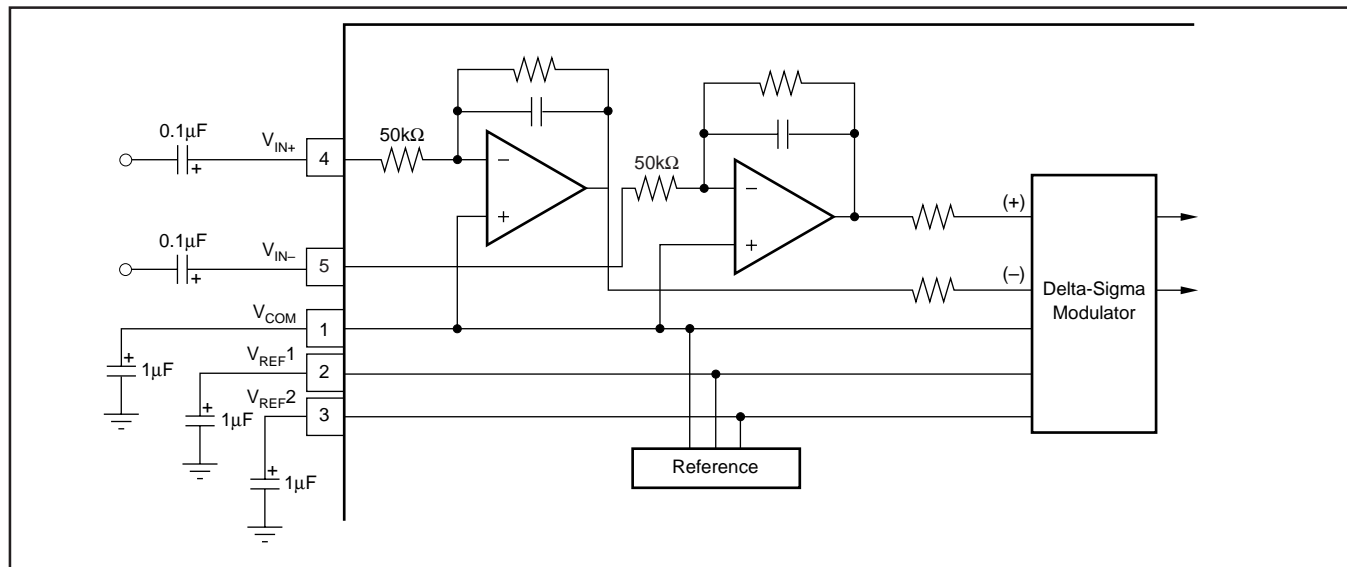 0.1μF
V_IN+
4
50kΩ
−
+
50kΩ
−
+
(+)
0.1μF
V_IN−
5
(−)
Delta-Sigma
Modulator
V_COM
1
1μF
V_REF1
2
1μF
V_REF2
3
1μF
Reference
+
+
+
+
+